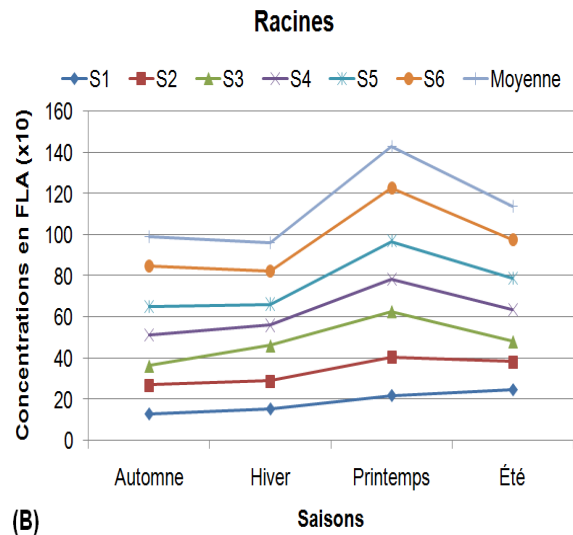 Racines
S1 S2 S3 S4 S5 S6 Moyenne
Concentrations en FLA (x10)
160
140
120
100
80
60
40
20
0
Automne Hiver Printemps Été
(B) Saisons